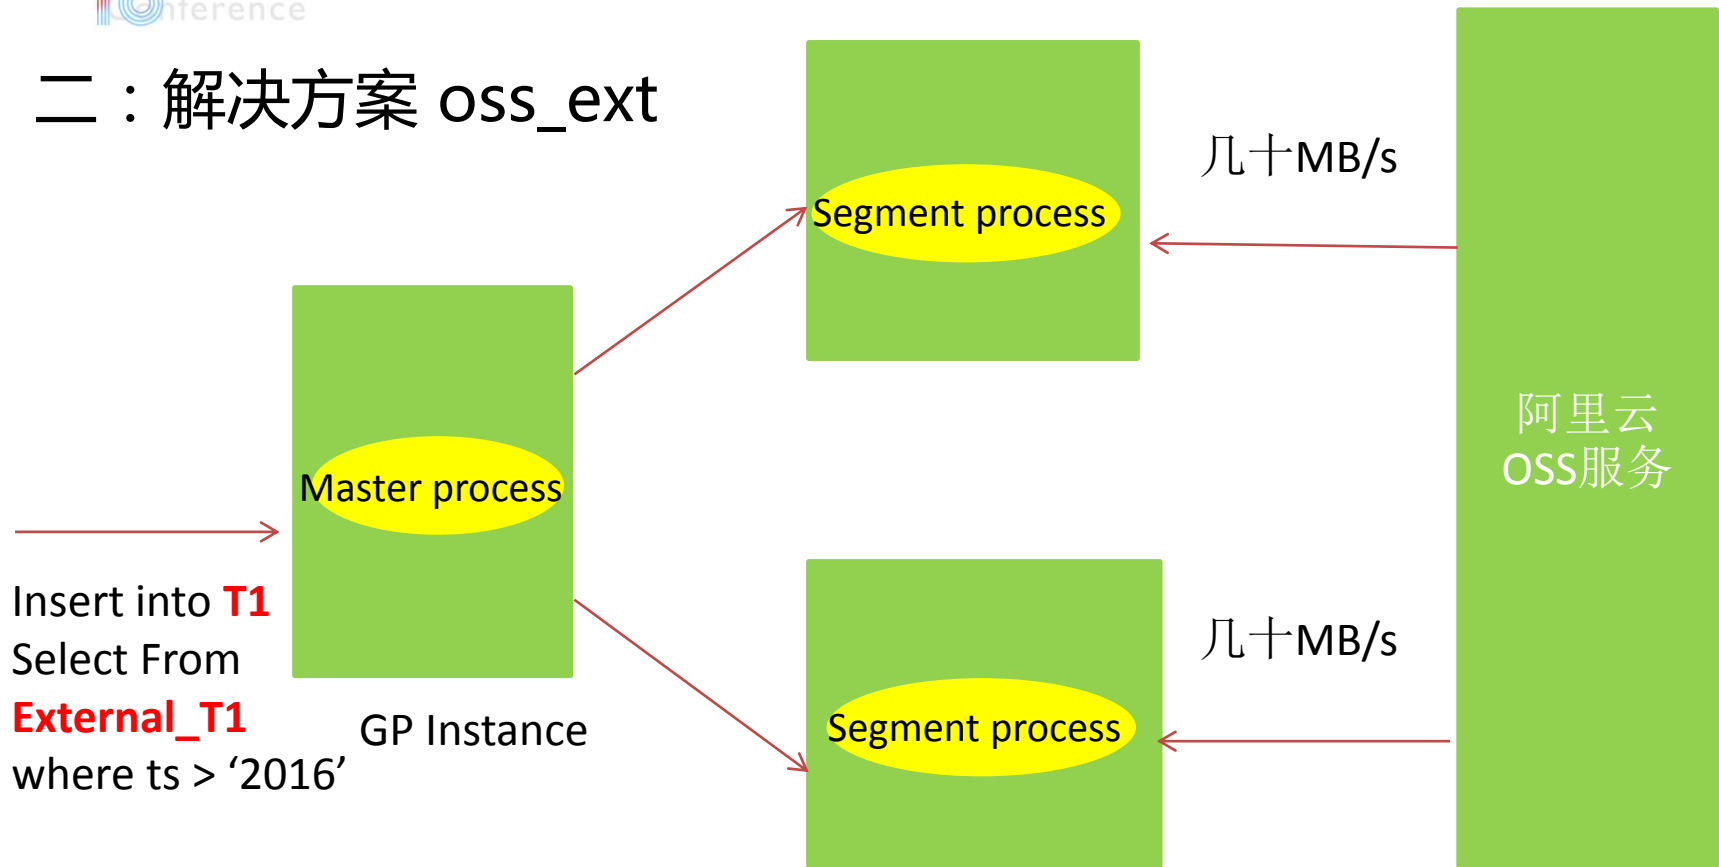 Conference
二：解决方案 oss_ext
几十MB/s
Segment process
阿里云
OSS服务
Master process
Insert into T1
Select From
External_T1
where ts > ‘2016’
GP Instance
几十MB/s
Segment process